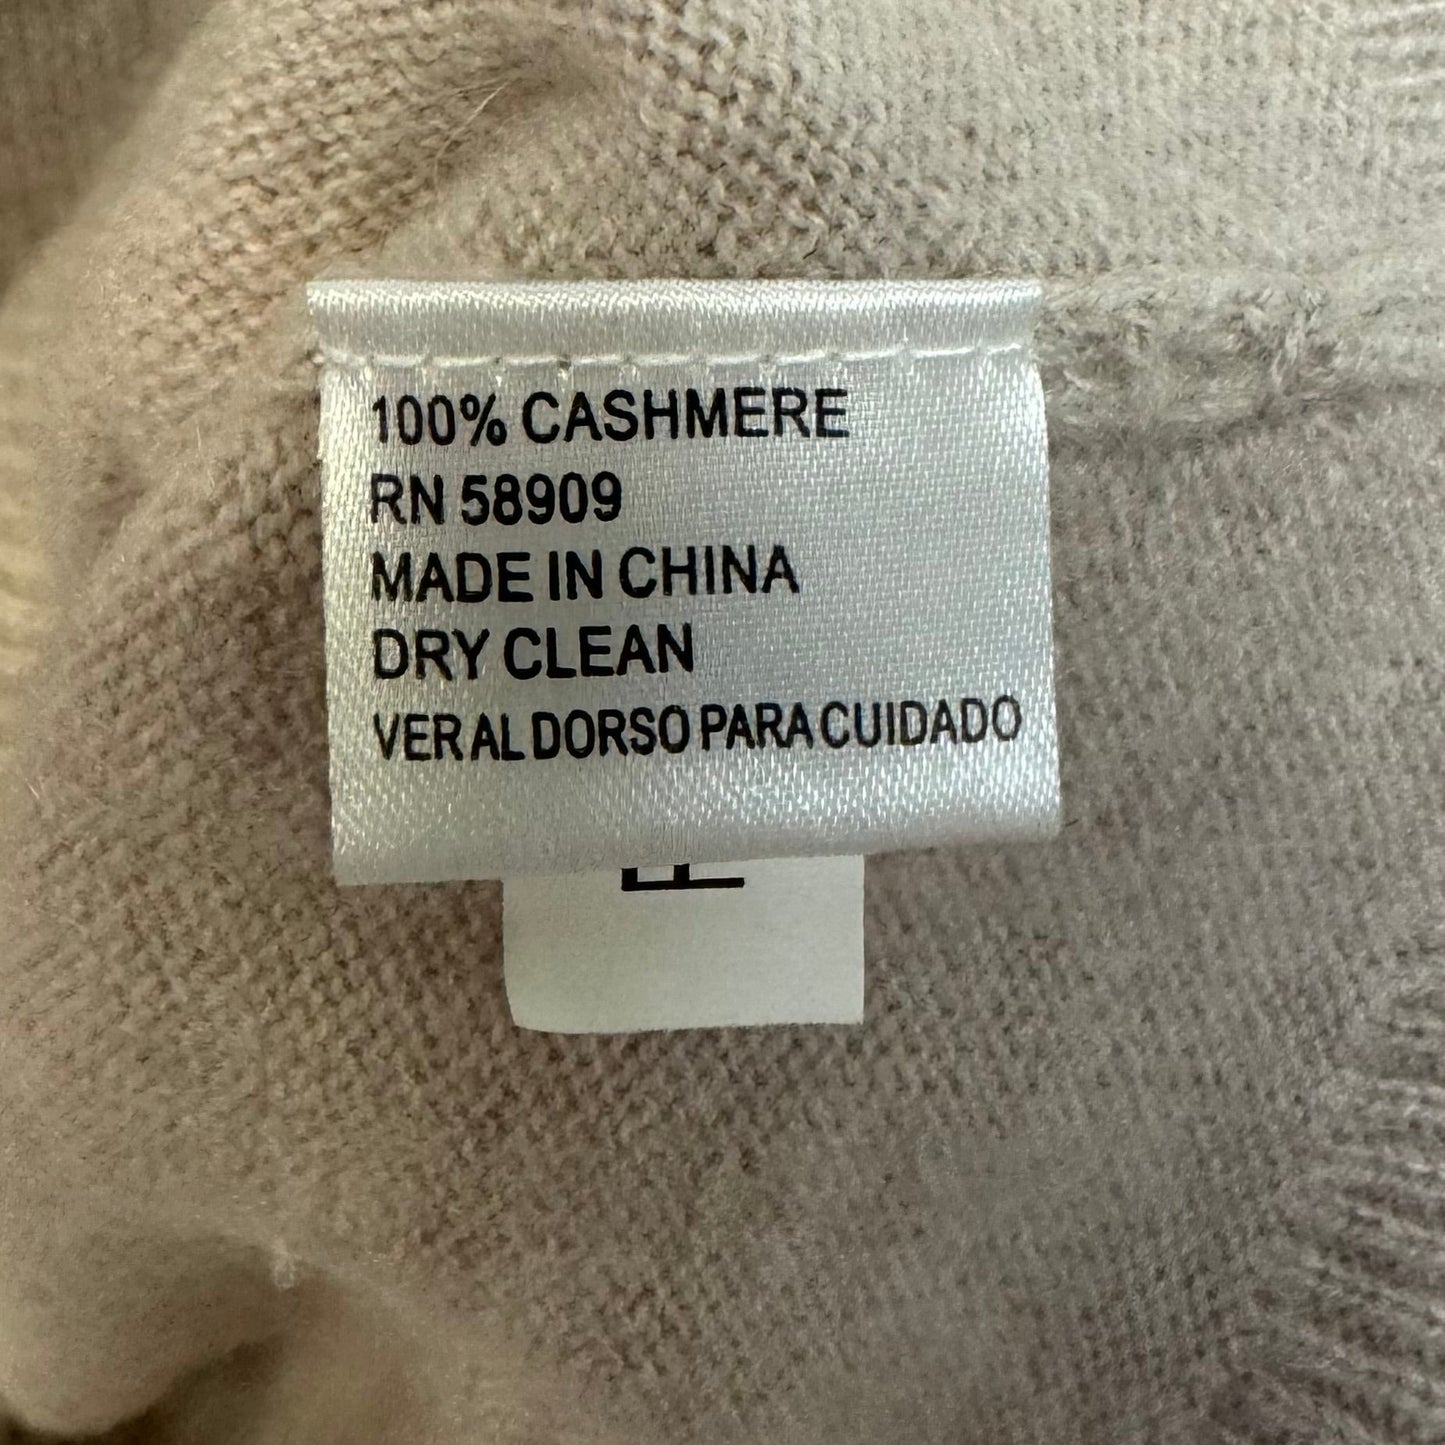 100% CASHMERE
RN 58909
MADE IN CHINA
DRY CLEAN
VER AL DORSO PARA CUIDADO